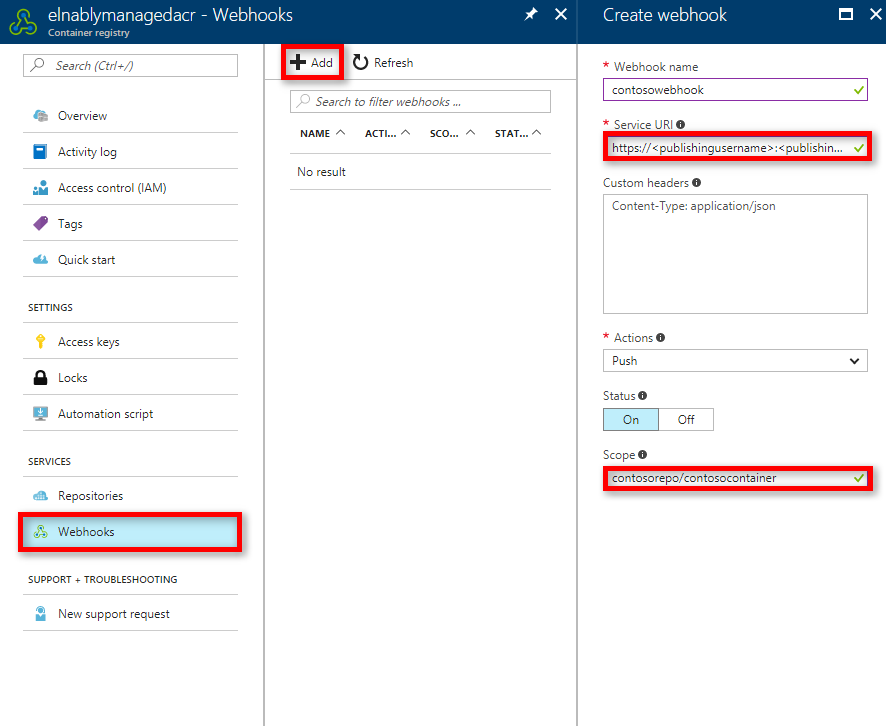 elnablymanagedacr - Webhooks
Container registry
Search (Ctrl+/)
Overview
Activity log
Access control (IAM)
Tags
Quick start
SETTINGS
Access keys
Locks
Automation script
SERVICES
Repositories
Webhooks
SUPPORT + TROUBLESHOOTING
New support request
Add Refresh
Search to filter webhooks ...
NAME ACTI... SCO... STAT...
No result
Create webhook
* Webhook name
contosowebhook
* Service URI
https://<publishingusername>:<publishin...
Custom headers
Content-Type: application/json
* Actions
Push
Status
On Off
Scope
contosorepo/contosocontainer